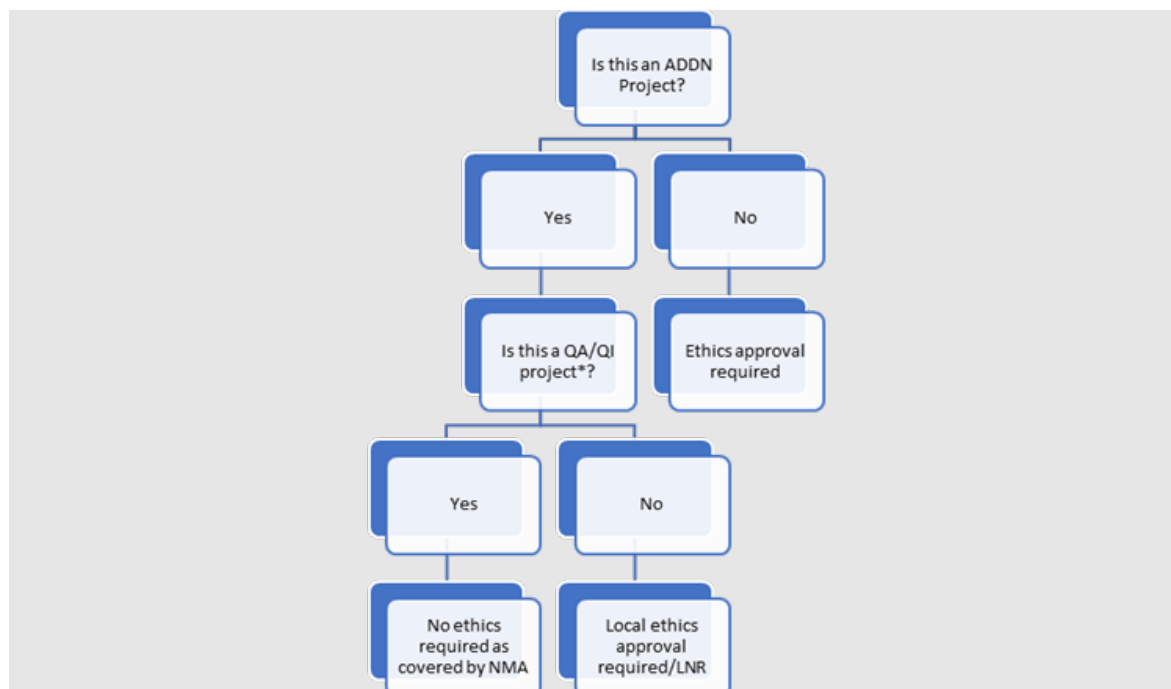 Is this an ADDN
Project?
Yes
No
Is this a QA/QI
project*?
Ethics approval
required
Yes
No
No ethics
required as
covered by NMA
Local ethics
approval
required/LNR